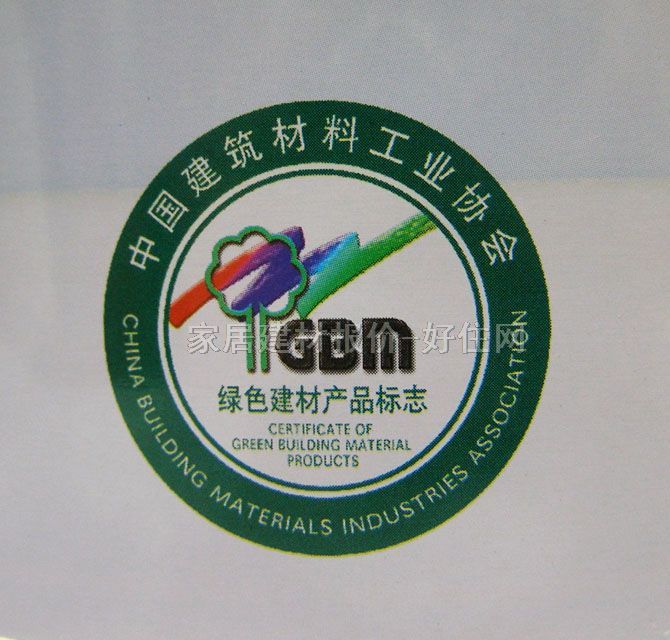 中国建筑材料工业协会
GBM
家居建材报价-好住网
绿色建材产品标志
CERTIFICATE OF
GREEN BUILDING MATERIAL
PRODUCTS
CHINA BUILDING MATERIALS INDUSTRIES ASSOCIATION